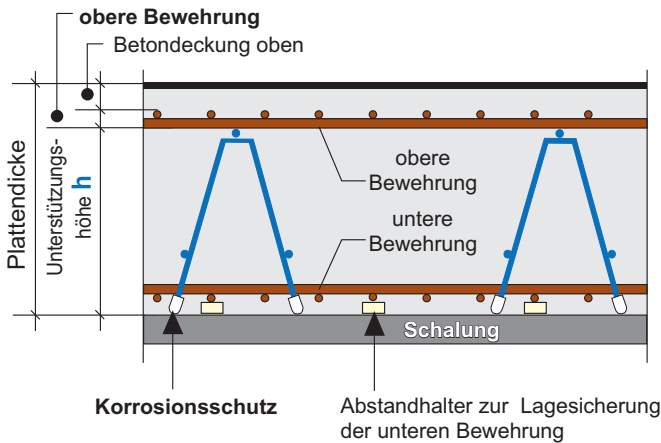 obere Bewehrung
Betondeckung oben
Plattendicke
Unterstützungs-
höhe h
obere
Bewehrung
untere
Bewehrung
Schalung
Korrosionsschutz
Abstandhalter zur Lagesicherung
der unteren Bewehrung